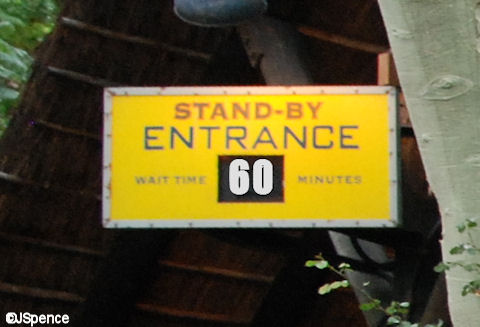 STAND-BY
ENTRANCE
WAIT TIME 60 MINUTES
©JSpence